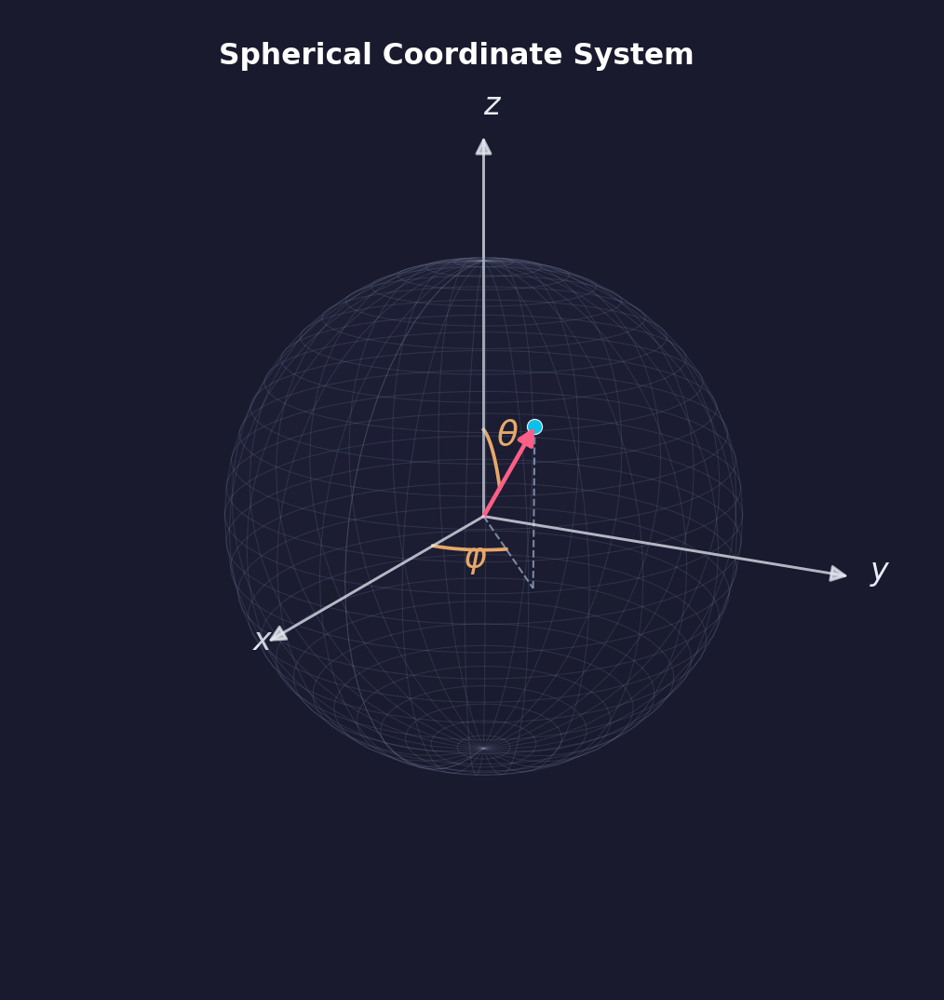 Spherical Coordinate System
z
θ
φ
y
x